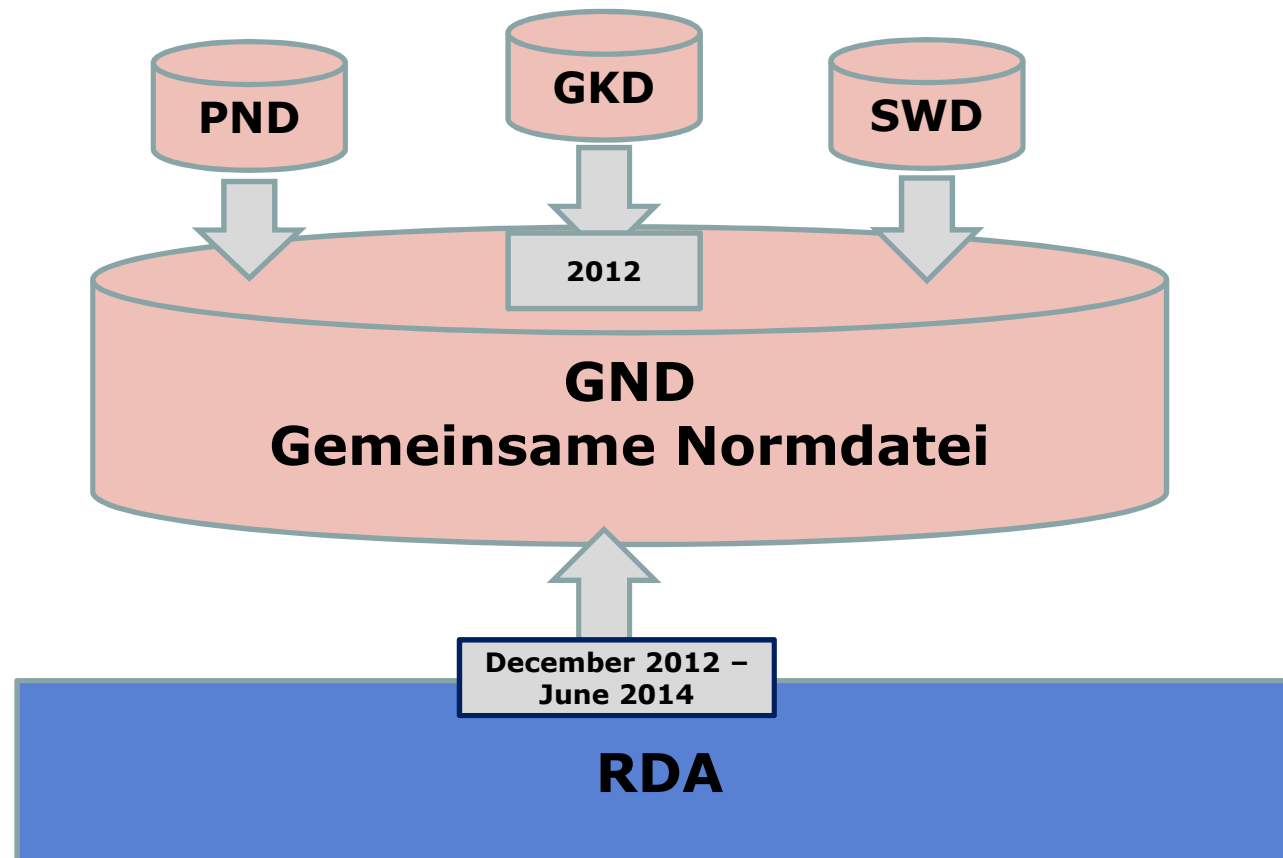 PND
GKD
SWD
2012
GND
Gemeinsame Normdatei
December 2012 –
June 2014
RDA